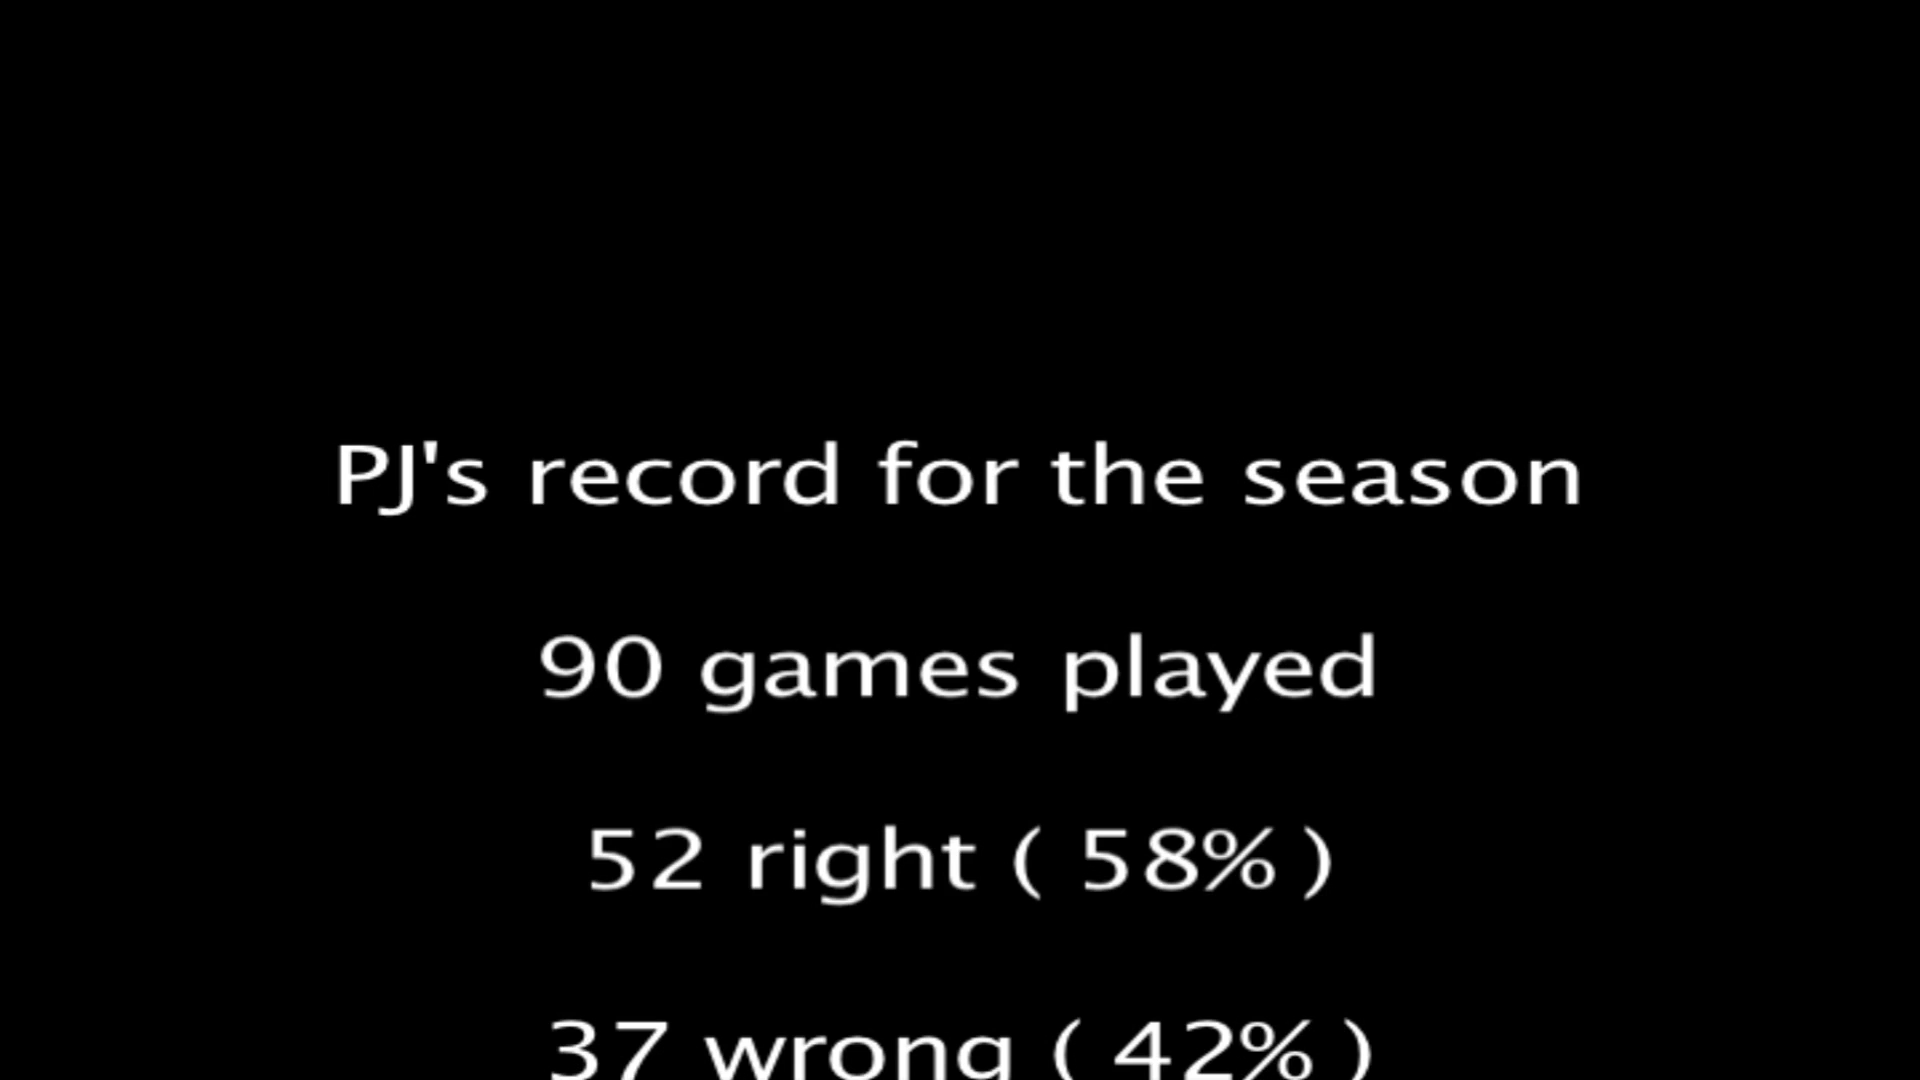 PJ's record for the season
90 games played
52 right ( 58% )
37 wrong ( 42% )